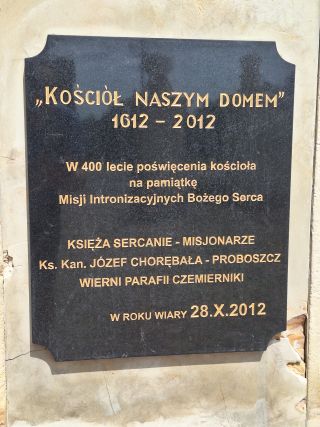 „KOŚCIÓŁ NASZYM DOMEM”
1612 – 2012
W 400 lecie poświęcenia kościoła
na pamiątkę
Misji Intronizacyjnych Bożego Serca
KSIĘŻA SERCANIE - MISJONARZE
Ks. Kan. JÓZEF CHORĘBAŁA - PROBOSZCZ
WIERNI PARAFII CZEMIERNIKI
W ROKU WIARY 28.X.2012